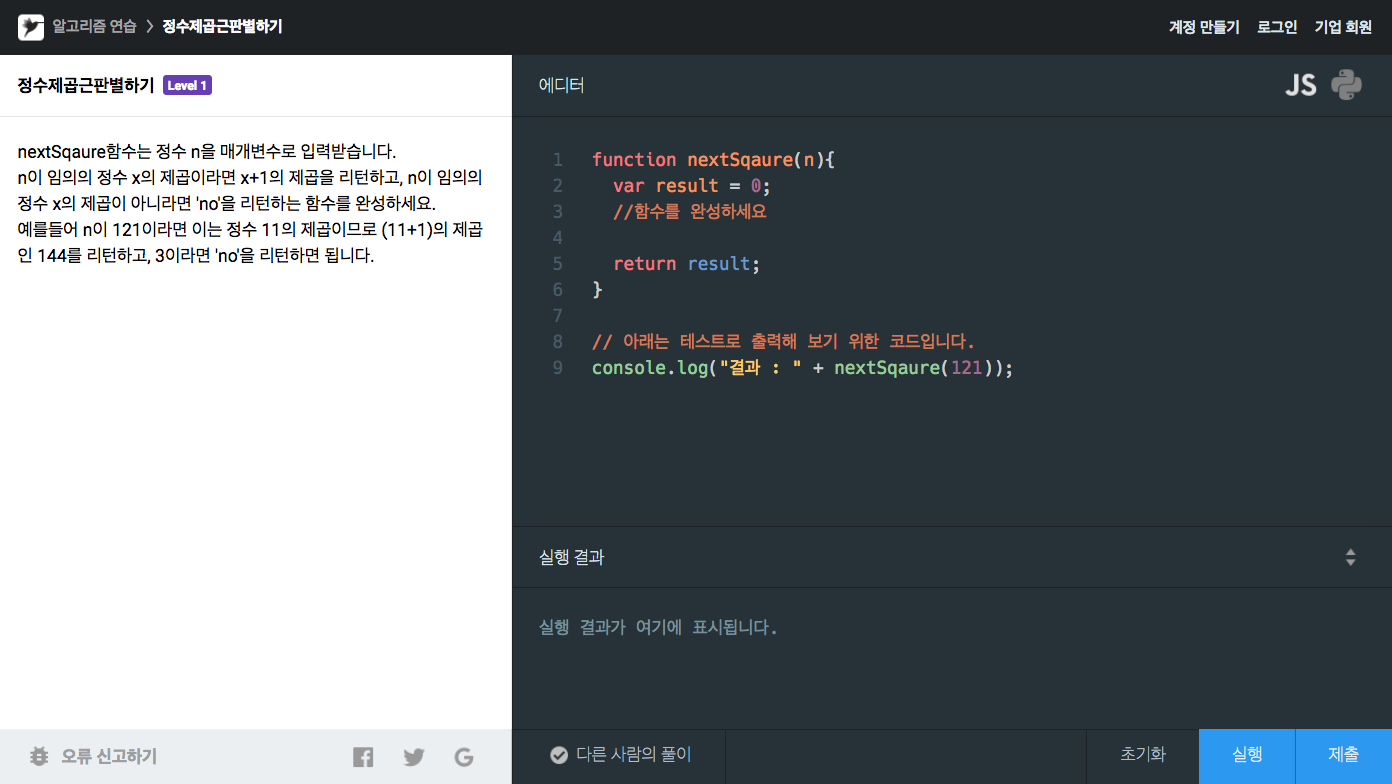 알고리즘 연습 > 정수제곱근판별하기
계정 만들기 로그인 기업 회원
정수제곱근판별하기 Level 1
nextSqaure함수는 정수 n을 매개변수로 입력받습니다.
n이 임의의 정수 x의 제곱이라면 x+1의 제곱을 리턴하고, n이 임의의
정수 x의 제곱이 아니라면 'no'을 리턴하는 함수를 완성하세요.
예를들어 n이 121이라면 이는 정수 11의 제곱이므로 (11+1)의 제곱
인 144를 리턴하고, 3이라면 'no'을 리턴하면 됩니다.
오류 신고하기
에디터 JS
1 function nextSqaure(n){
2 var result = 0;
3 //함수를 완성하세요
4
5 return result;
6 }
7
8 // 아래는 테스트로 출력해 보기 위한 코드입니다.
9 console.log("결과 : " + nextSqaure(121));
실행 결과
실행 결과가 여기에 표시됩니다.
다른 사람의 풀이 초기화 실행 제출